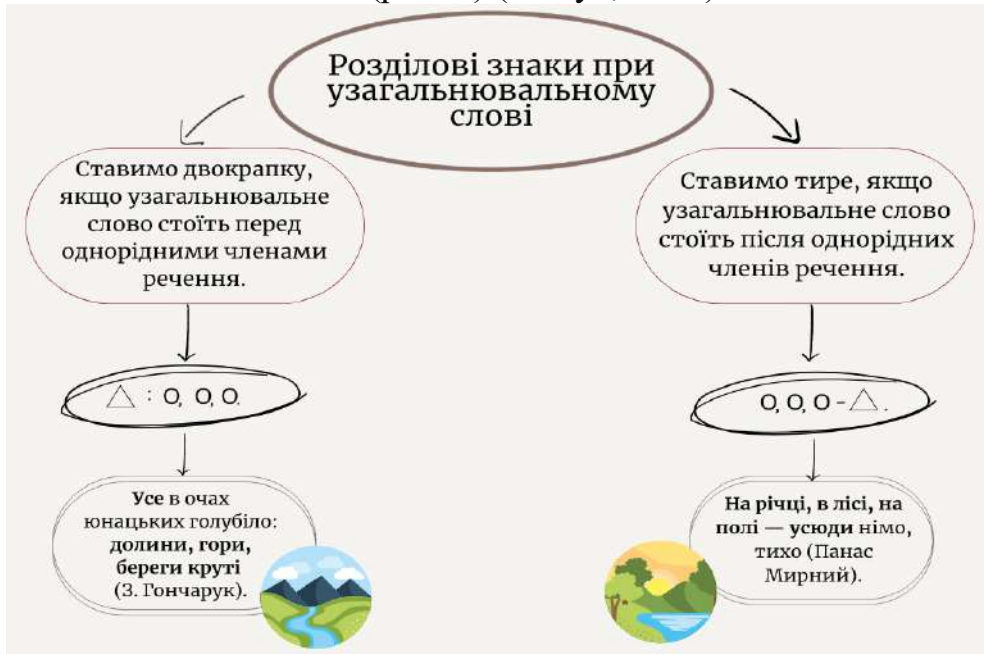 Розділові знаки при
узагальнювальному
слові
Ставимо двокрапку,
якщо узагальнювальне
слово стоїть перед
однорідними членами
речення.
Ставимо тире, якщо
узагальнювальне слово
стоїть після однорідних
членів речення.
△ : О, О, О.
О, О, О - △ .
Усе в очах
юнацьких голубіло:
долини, гори,
береги круті
(З. Гончарук).
На річці, в лісі, на
полі — усюди німо,
тихо (Панас
Мирний).